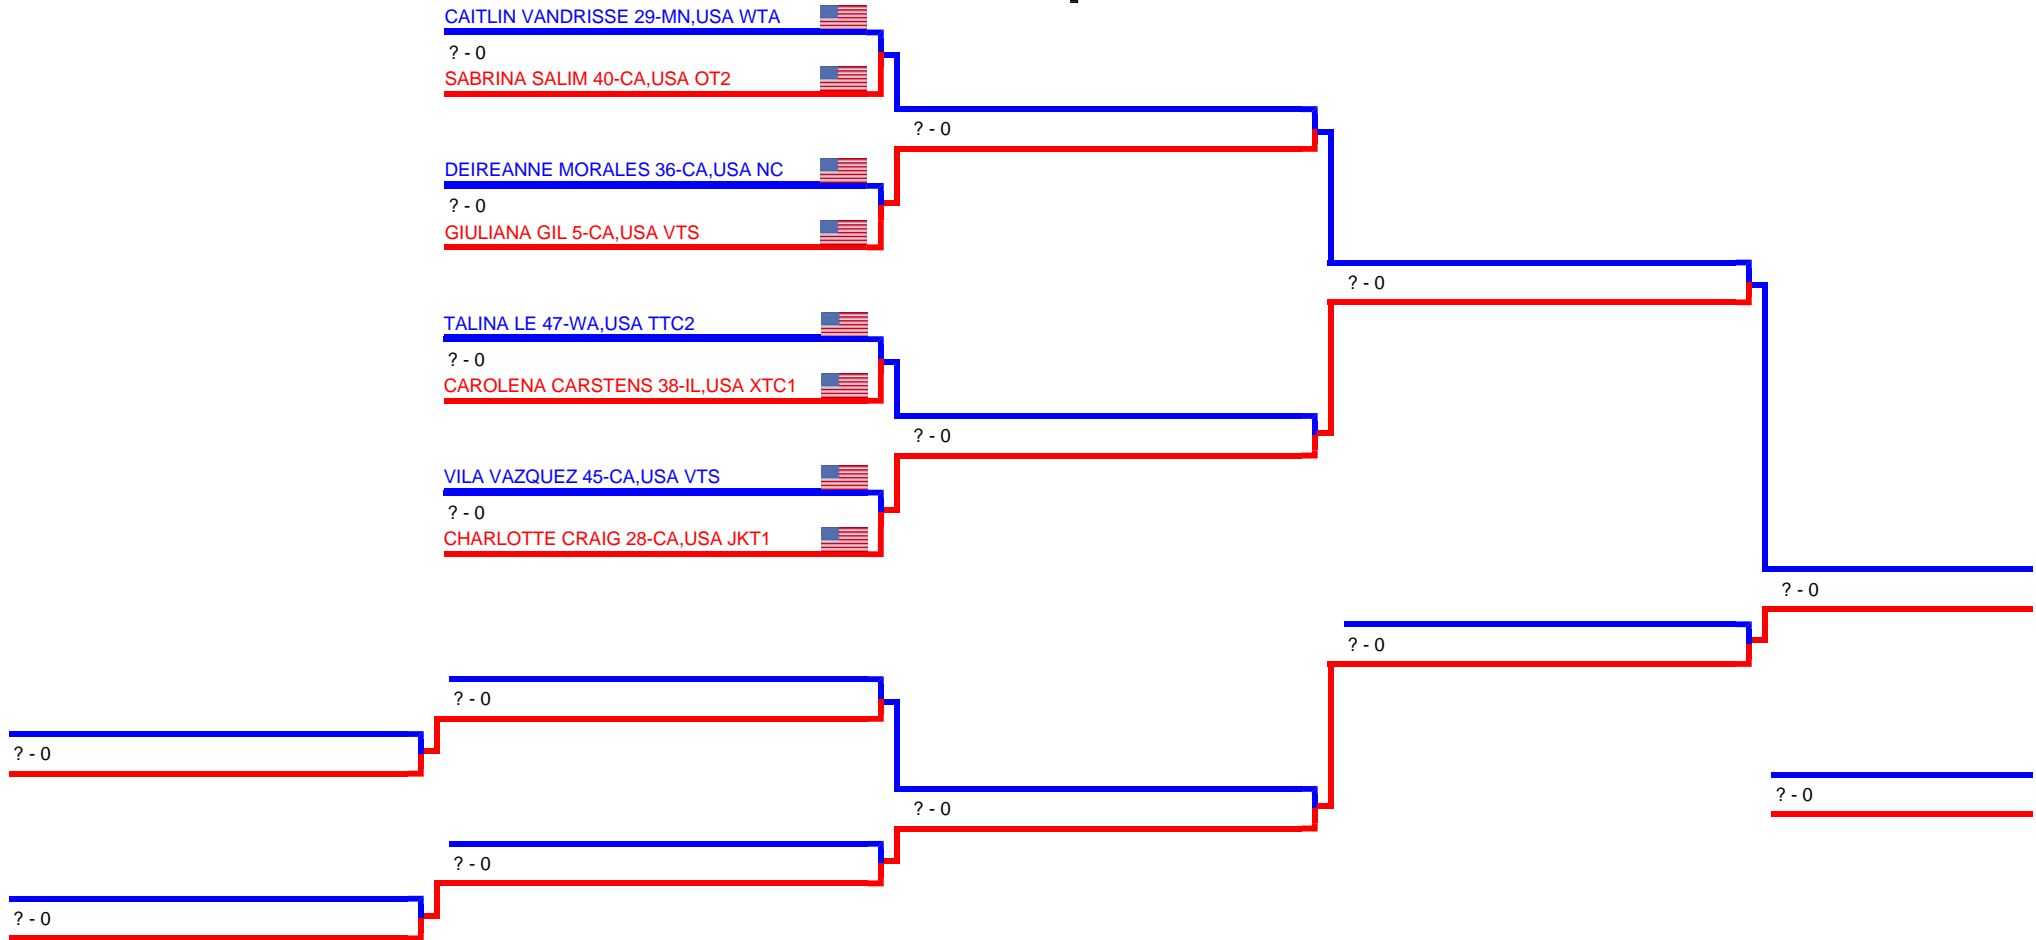 CAITLIN VANDRISSE 29-MN,USA WTA
? - 0
SABRINA SALIM 40-CA,USA OT2
? - 0
DEIREANNE MORALES 36-CA,USA NC
? - 0
GIULIANA GIL 5-CA,USA VTS
? - 0
TALINA LE 47-WA,USA TTC2
? - 0
CAROLENA CARSTENS 38-IL,USA XTC1
? - 0
VILA VAZQUEZ 45-CA,USA VTS
? - 0
CHARLOTTE CRAIG 28-CA,USA JKT1
? - 0
? - 0
? - 0
? - 0
? - 0
? - 0
? - 0
? - 0